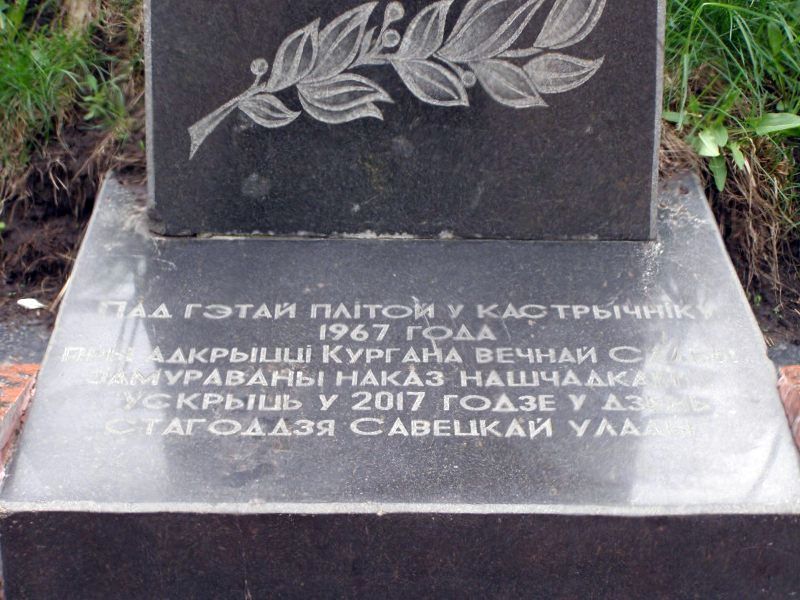 Пад гэтай плітой у кастрычніку
1967 года
пры адкрыцці Кургана вечнай Славы
замураваны наказ нашчадкам.
Ускрыць у 2017 годзе у дзень
стагоддзя Савецкай улады.